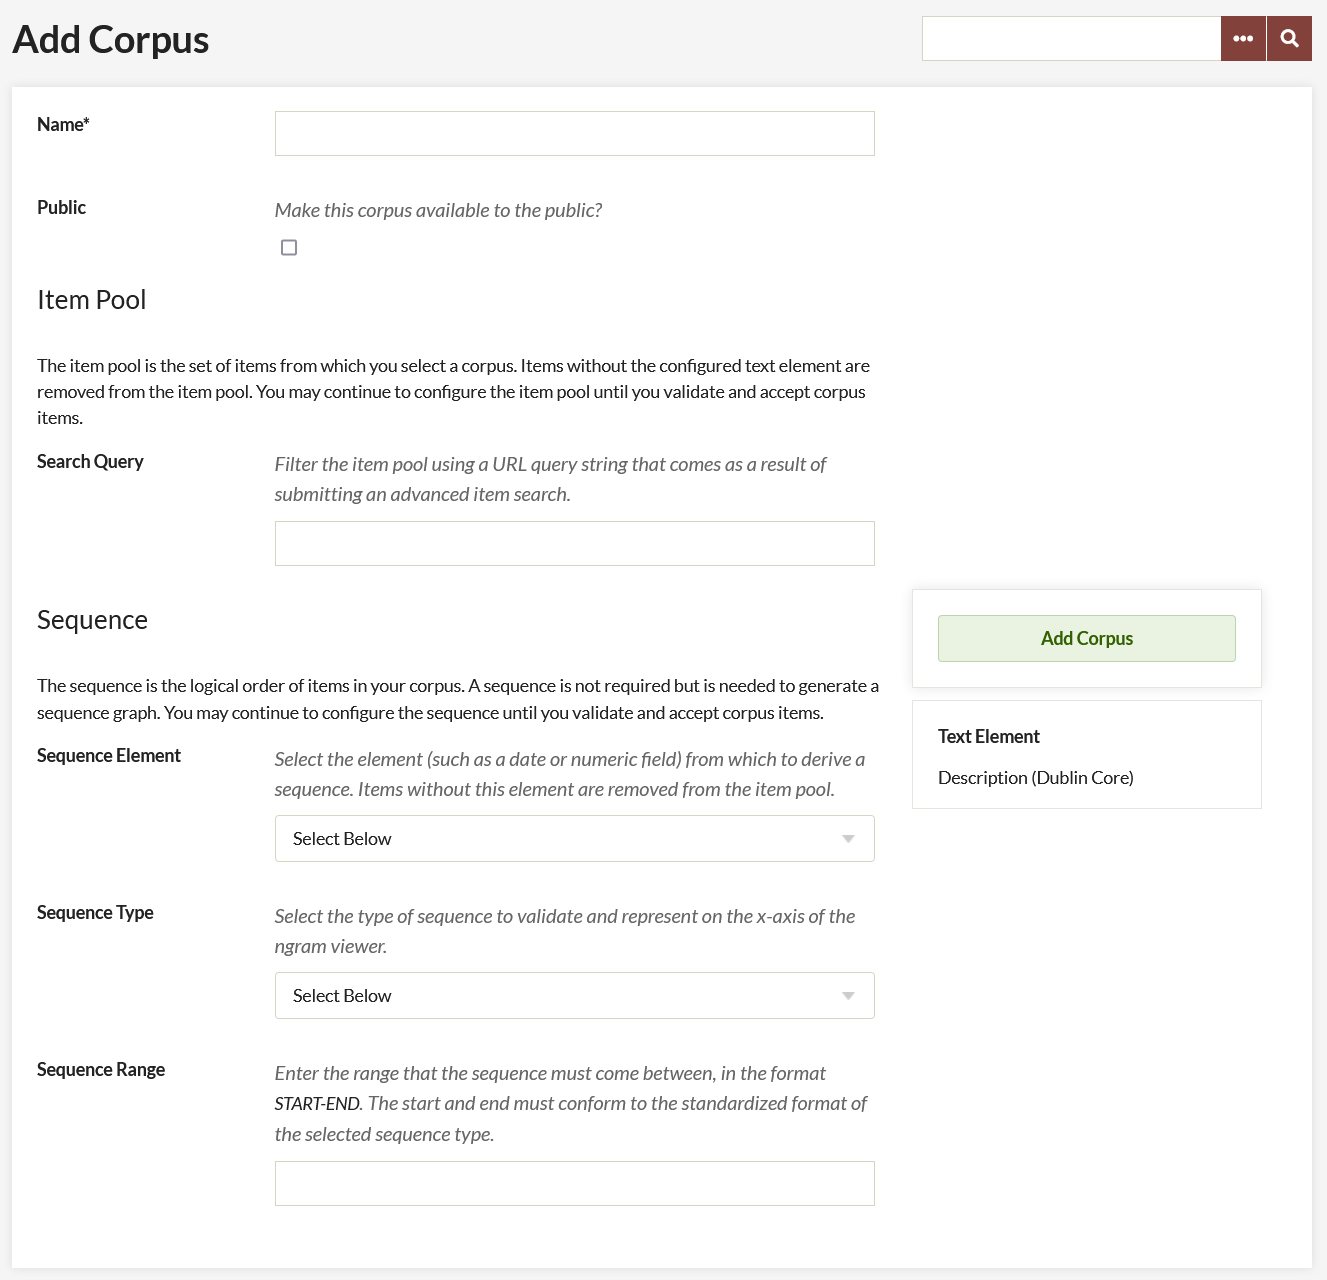 Add Corpus
Name*
Public
Make this corpus available to the public?
Item Pool
The item pool is the set of items from which you select a corpus. Items without the configured text element are
removed from the item pool. You may continue to configure the item pool until you validate and accept corpus
items.
Search Query
Filter the item pool using a URL query string that comes as a result of
submitting an advanced item search.
Sequence
The sequence is the logical order of items in your corpus. A sequence is not required but is needed to generate a
sequence graph. You may continue to configure the sequence until you validate and accept corpus items.
Sequence Element
Select the element (such as a date or numeric field) from which to derive a
sequence. Items without this element are removed from the item pool.
Select Below
Sequence Type
Select the type of sequence to validate and represent on the x-axis of the
ngram viewer.
Select Below
Sequence Range
Enter the range that the sequence must come between, in the format
START-END. The start and end must conform to the standardized format of
the selected sequence type.
Add Corpus
Text Element
Description (Dublin Core)